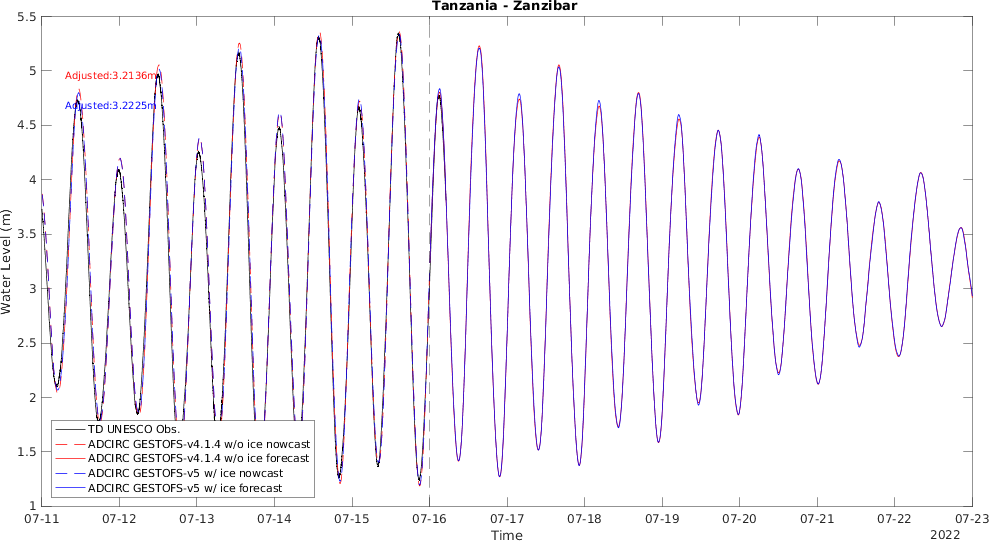 Tanzania - Zanzibar
5.5
5
4.5
4
3.5
3
2.5
2
1.5
1
Water Level (m)
Adjusted:3.2136m
Adjusted:3.2225m
TD UNESCO Obs.
ADCIRC GESTOFS-v4.1.4 w/o ice nowcast
ADCIRC GESTOFS-v4.1.4 w/o ice forecast
ADCIRC GESTOFS-v5 w/ ice nowcast
ADCIRC GESTOFS-v5 w/ ice forecast
07-11 07-12 07-13 07-14 07-15 07-16 07-17 07-18 07-19 07-20 07-21 07-22 07-23
Time
2022